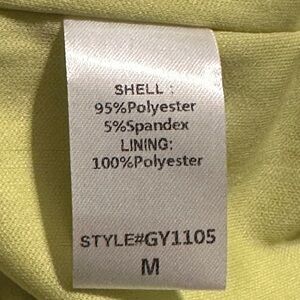 SHELL :
95%Polyester
5%Spandex
LINING:
100%Polyester
STYLE#GY1105
M